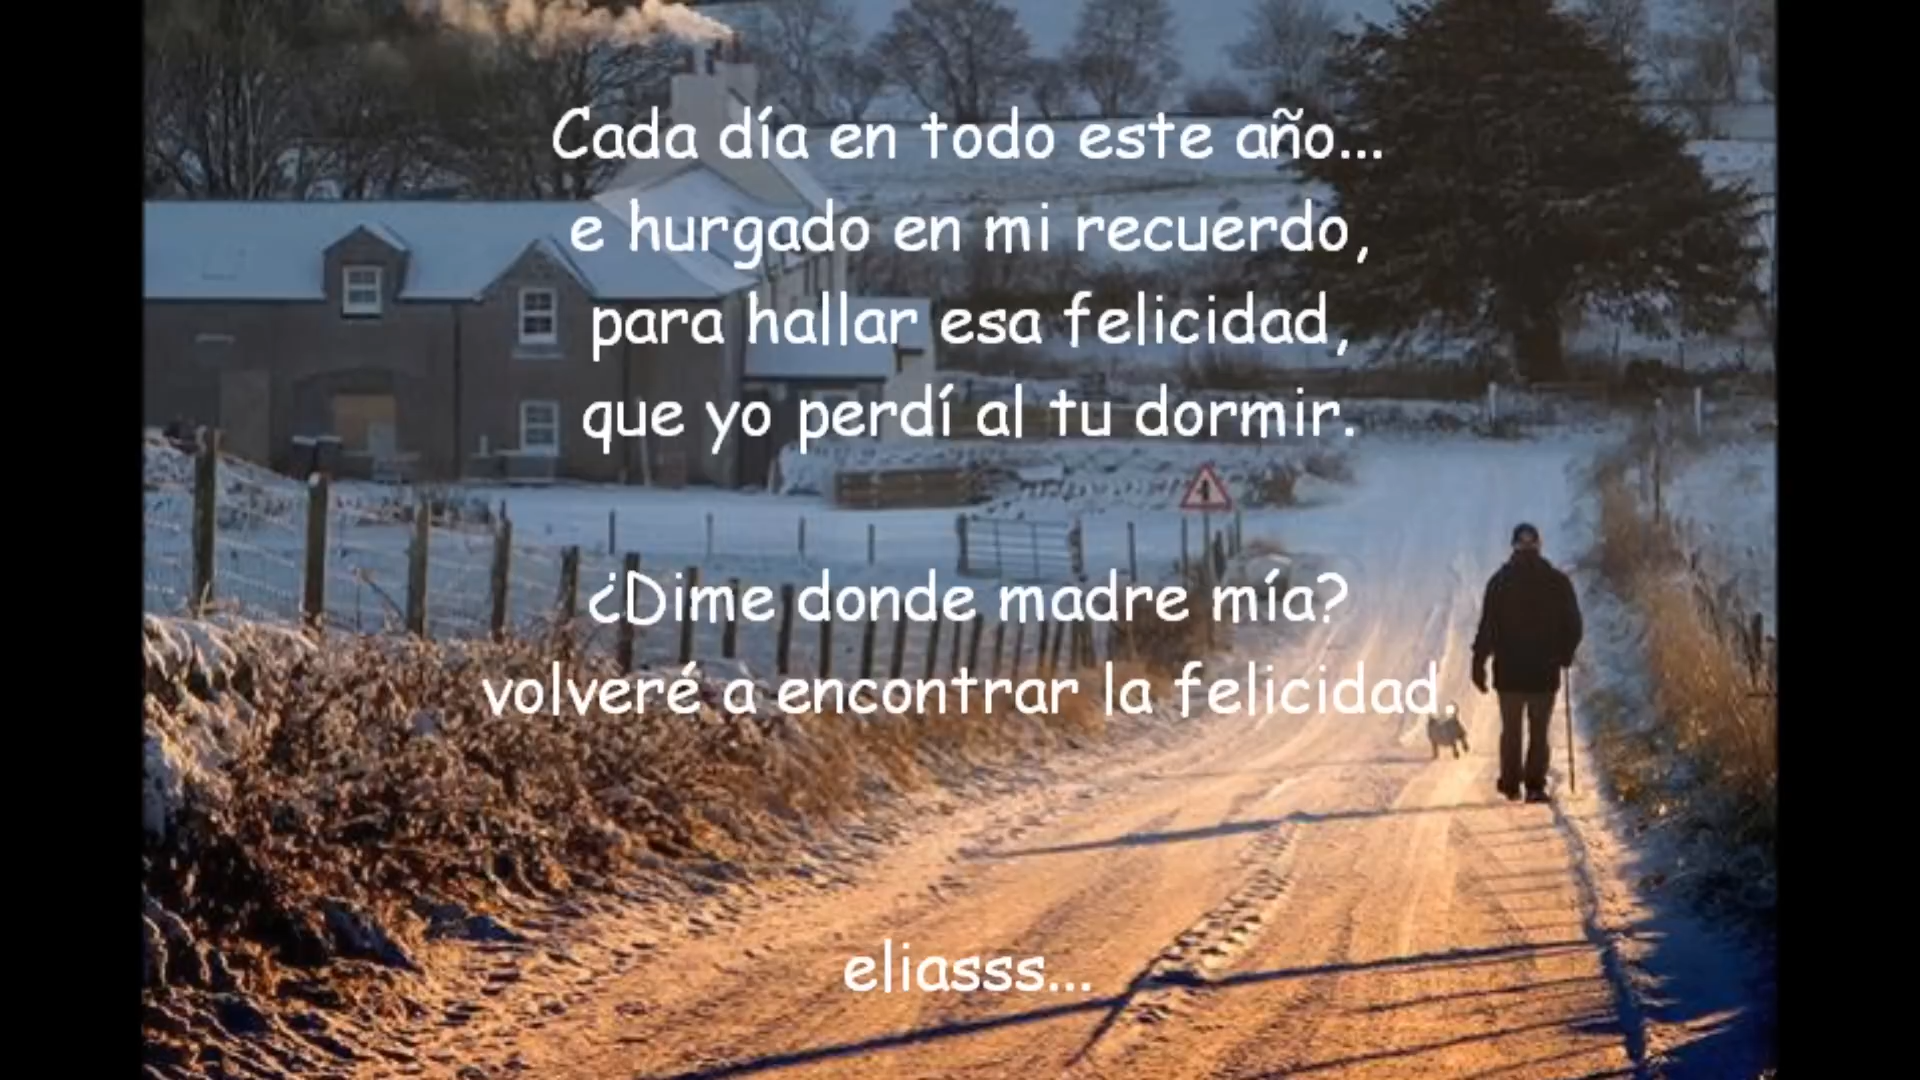 Cada día en todo este año...
e hurgado en mi recuerdo,
para hallar esa felicidad,
que yo perdí al tu dormir.
¿Dime donde madre mía?
volveré a encontrar la felicidad.
eliasss...